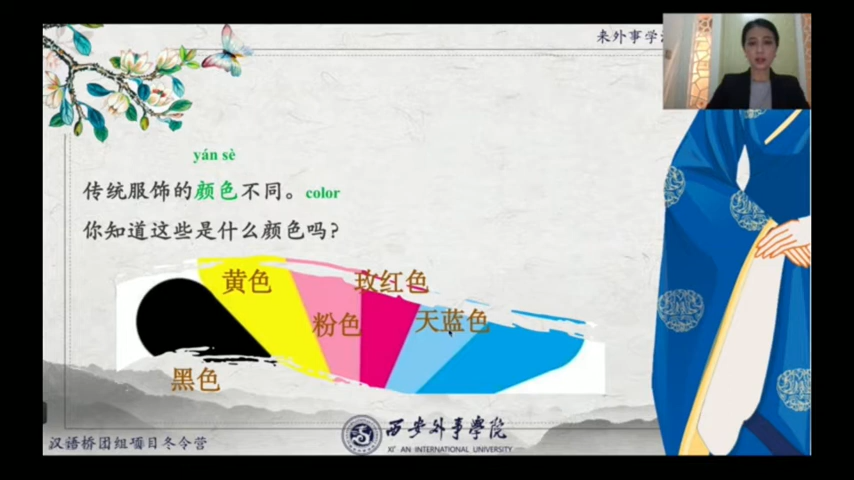 来外事学
yán sè
传统服饰的颜色不同。color
你知道这些是什么颜色吗?
黄色
玫红色
粉色
天蓝色
黑色
汉语桥团组项目冬令营
西安外事学院
XI' AN INTERNATIONAL UNIVERSITY